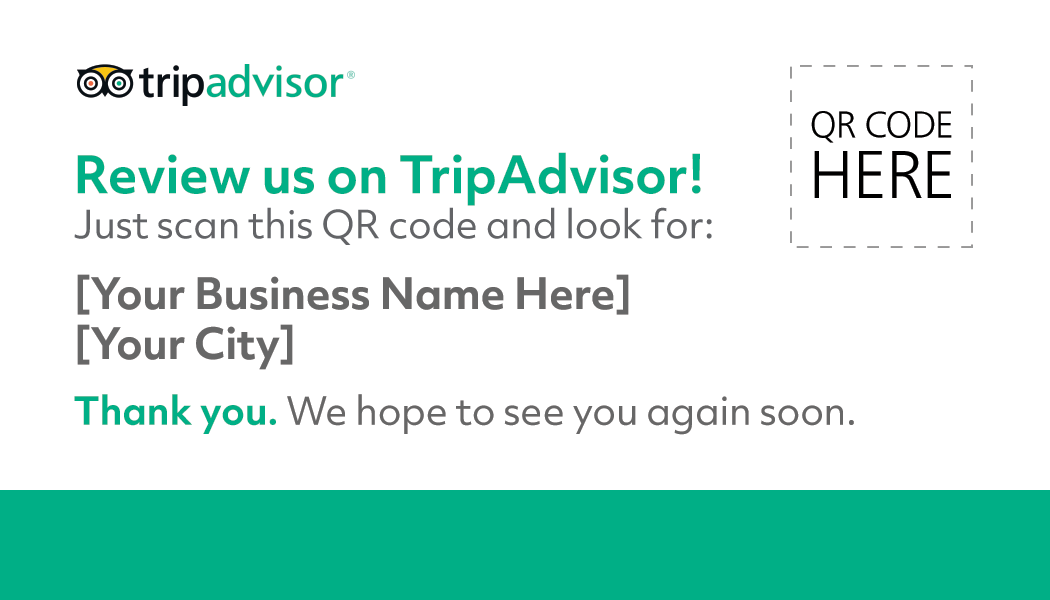 tripadvisor®
Review us on TripAdvisor!
Just scan this QR code and look for:
[Your Business Name Here]
[Your City]
Thank you. We hope to see you again soon.
QR CODE
HERE